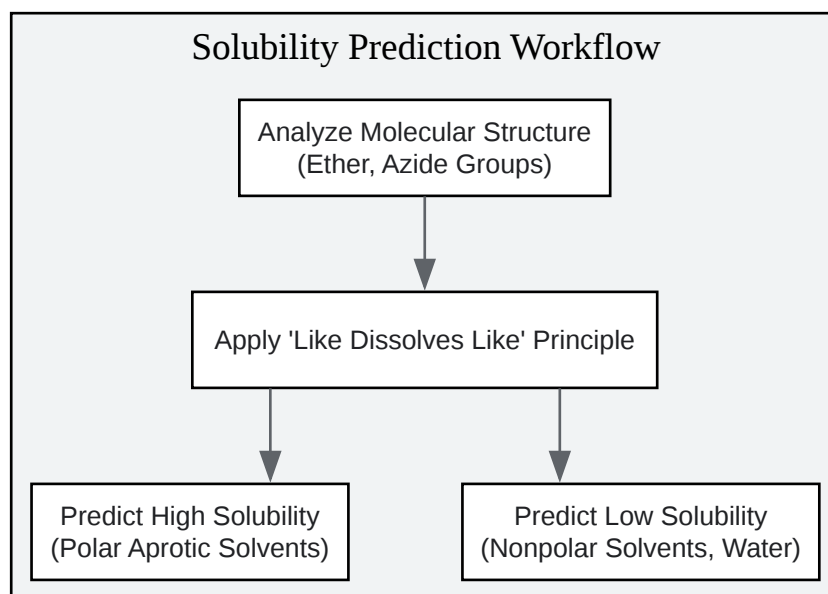 Solubility Prediction Workflow
Analyze Molecular Structure
(Ether, Azide Groups)
Apply 'Like Dissolves Like' Principle
Predict High Solubility
(Polar Aprotic Solvents)
Predict Low Solubility
(Nonpolar Solvents, Water)